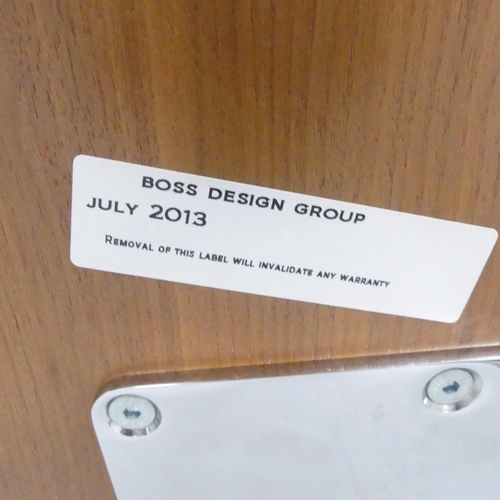 BOSS DESIGN GROUP
JULY 2013
REMOVAL OF THIS LABEL WILL INVALIDATE ANY WARRANTY